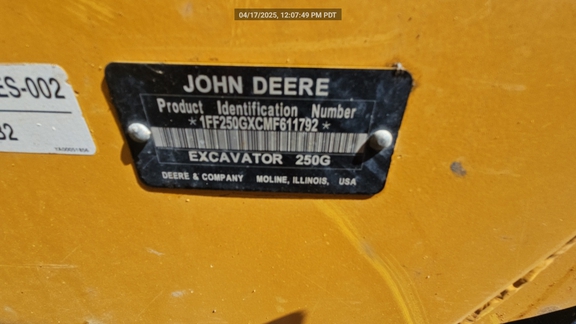 04/17/2025, 12:07:49 PM PDT
ES-002
32
JOHN DEERE
Product Identification Number
*1FF250GXCMF611792*
EXCAVATOR 250G
DEERE & COMPANY MOLINE, ILLINOIS, USA